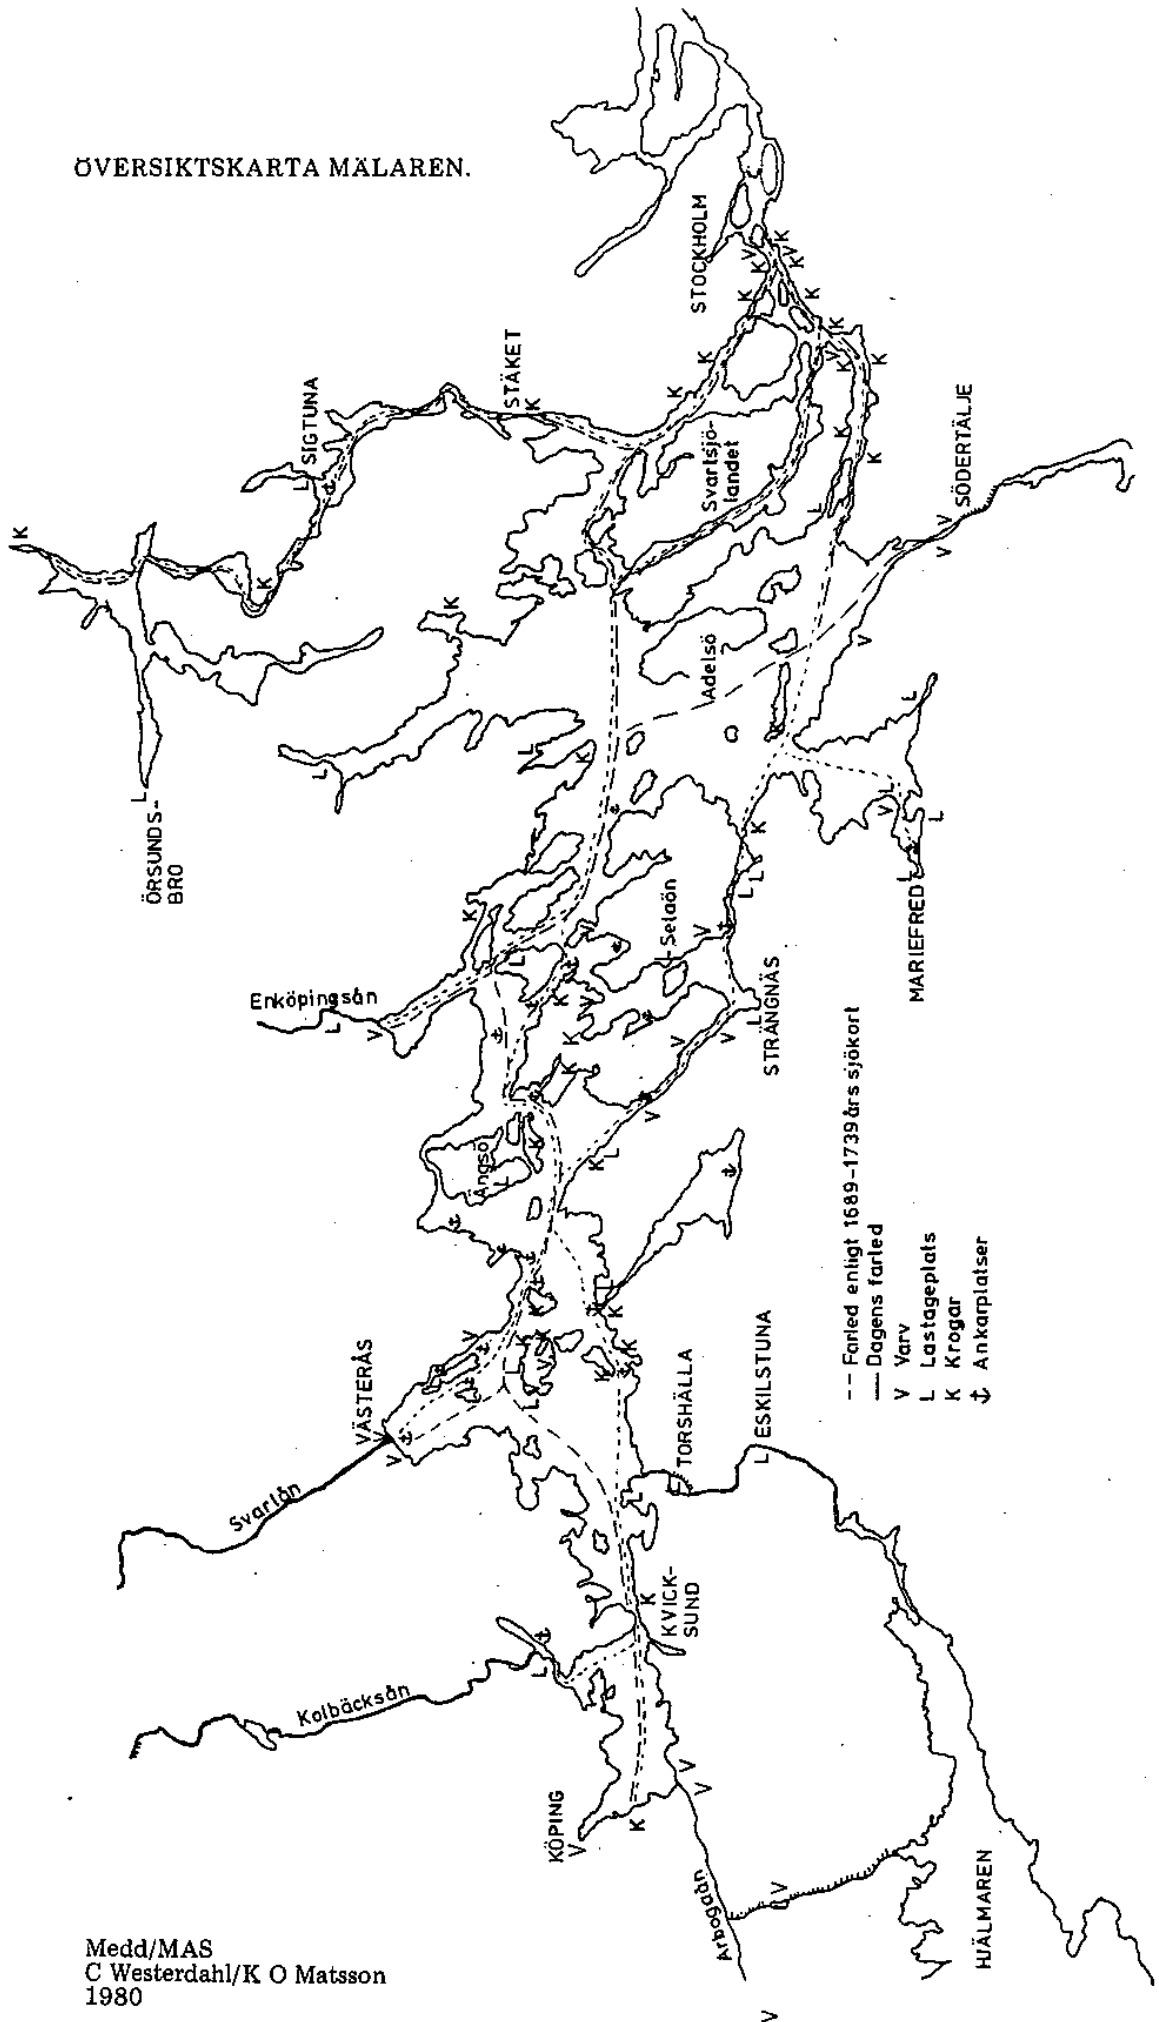 ÖVERSIKTSKARTA MÄLAREN.
STOCKHOLM
STÄKET
SIGTUNA
Svartsjö-
landet
SÖDERTÄLJE
Adelsö
ÖRSUNDS-
BRO
MARIEFRED
Selaön
Enköpingsån
STRÄNGNÄS
Ängsö
VÄSTERÅS
Svartån
TORSHÄLLA
ESKILSTUNA
--- Farled enligt 1689-1739 års sjökort
— Dagens farled
V Varv
L Lastageplats
K Krogar
⚓ Ankarplatser
KVICK-
SUND
Kolbäcksån
KÖPING
Arbogaån
HJÄLMAREN
Medd/MAS
C Westerdahl/K O Matsson
1980